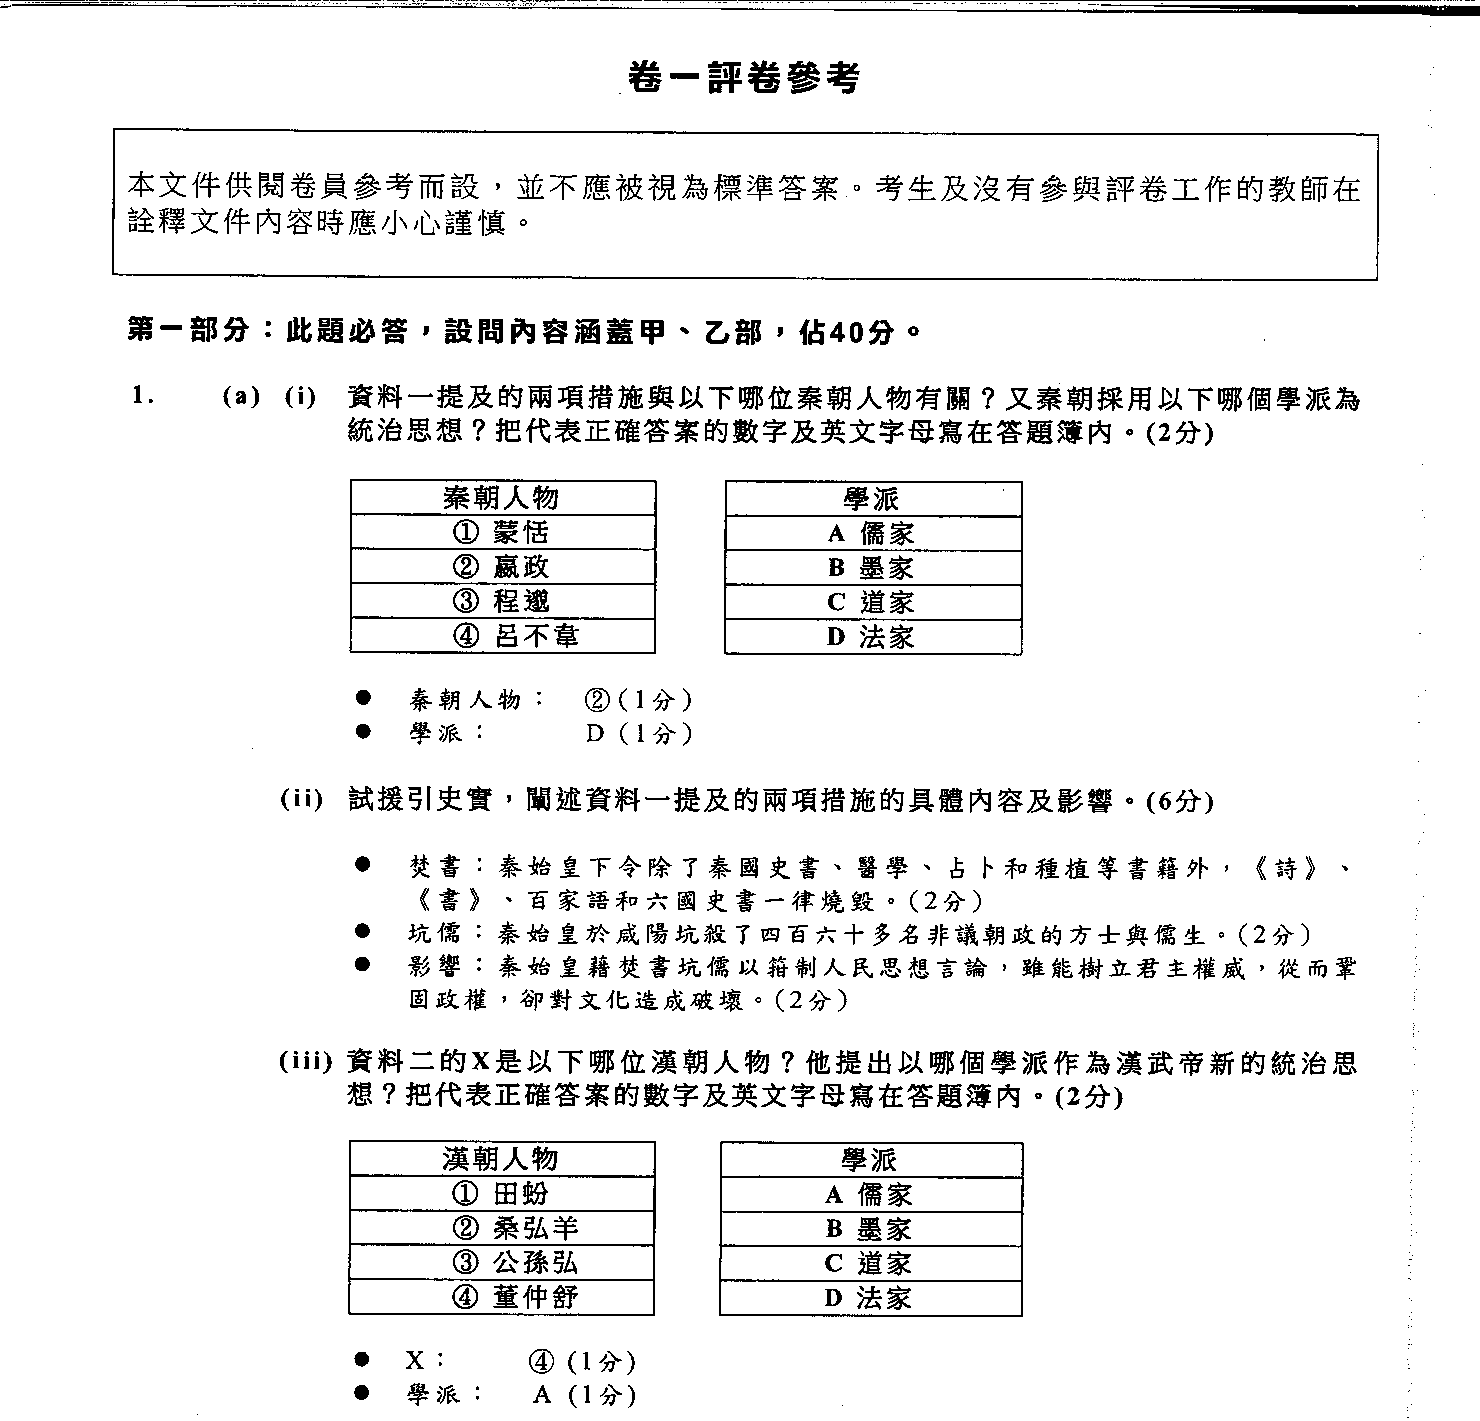 卷一評卷參考
本文件供閱卷員參考而設，並不應被視為標準答案。考生及沒有參與評卷工作的教師在
詮釋文件內容時應小心謹慎。
第一部分：此題必答，設問內容涵蓋甲、乙部，佔40分。
1. (a) (i) 資料一提及的兩項措施與以下哪位秦朝人物有關？又秦朝採用以下哪個學派為
統治思想？把代表正確答案的數字及英文字母寫在答題簿內。(2分)
秦朝人物 學派
① 蒙恬 A 儒家
② 嬴政 B 墨家
③ 程邈 C 道家
④ 呂不韋 D 法家
● 秦朝人物： ②(1分)
● 學派： D (1分)
(ii) 試援引史實，闡述資料一提及的兩項措施的具體內容及影響。(6分)
● 焚書：秦始皇下令除了秦國史書、醫學、占卜和種植等書籍外，《詩》、
《書》、百家語和六國史書一律燒毀。(2分)
● 坑儒：秦始皇於咸陽坑殺了四百六十多名非議朝政的方士與儒生。(2分)
● 影響：秦始皇藉焚書坑儒以箝制人民思想言論，雖能樹立君主權威，從而鞏
固政權，卻對文化造成破壞。(2分)
(iii) 資料二的X是以下哪位漢朝人物？他提出以哪個學派作為漢武帝新的統治思
想？把代表正確答案的數字及英文字母寫在答題簿內。(2分)
漢朝人物 學派
① 田蚡 A 儒家
② 桑弘羊 B 墨家
③ 公孫弘 C 道家
④ 董仲舒 D 法家
● X： ④ (1分)
● 學派： A (1分)